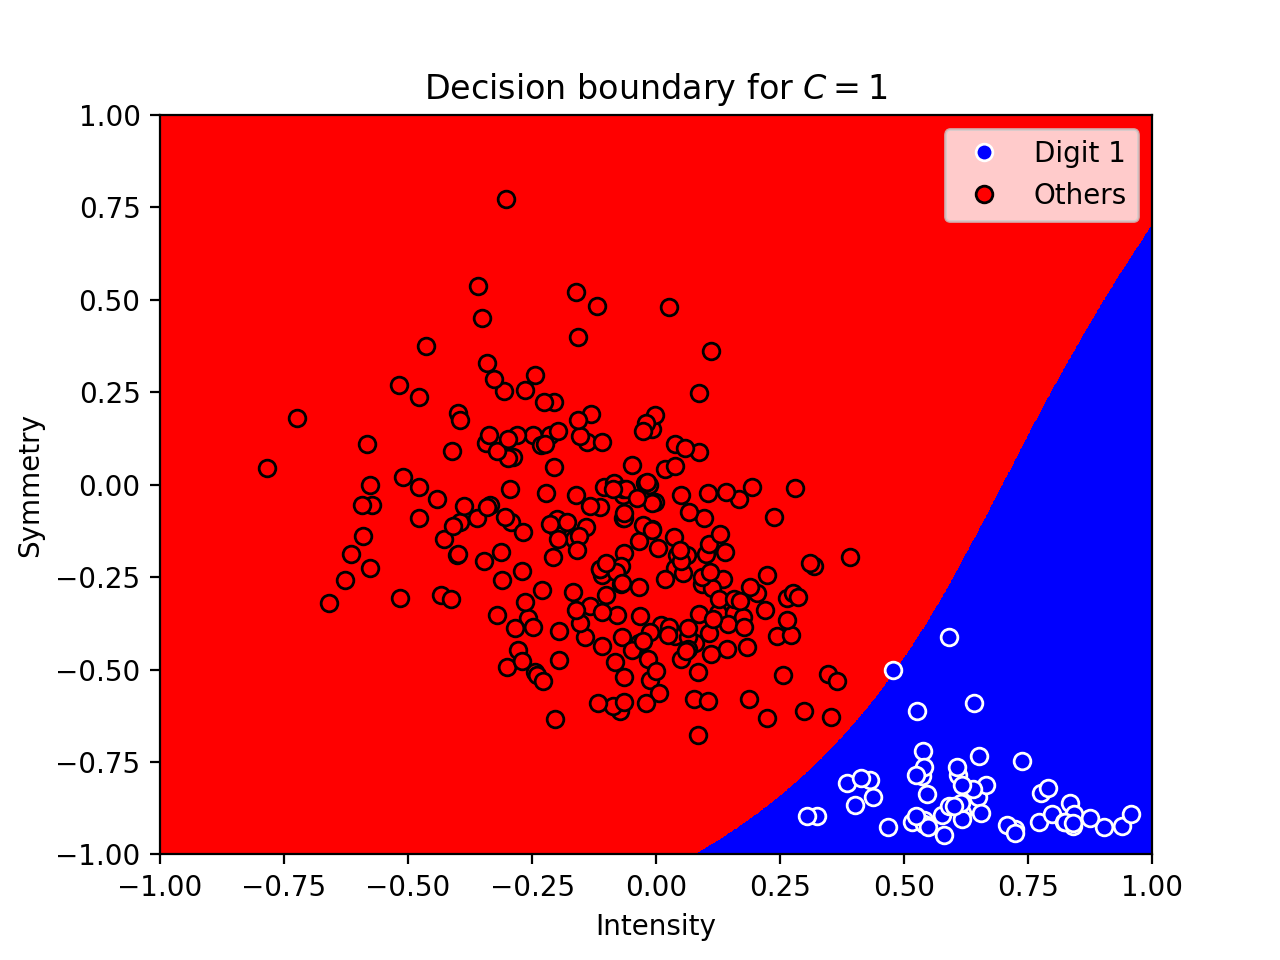 Decision boundary for C = 1
1.00
0.75
0.50
0.25
0.00
−0.25
−0.50
−0.75
−1.00
Symmetry
Digit 1
Others
−1.00 −0.75 −0.50 −0.25 0.00 0.25 0.50 0.75 1.00
Intensity